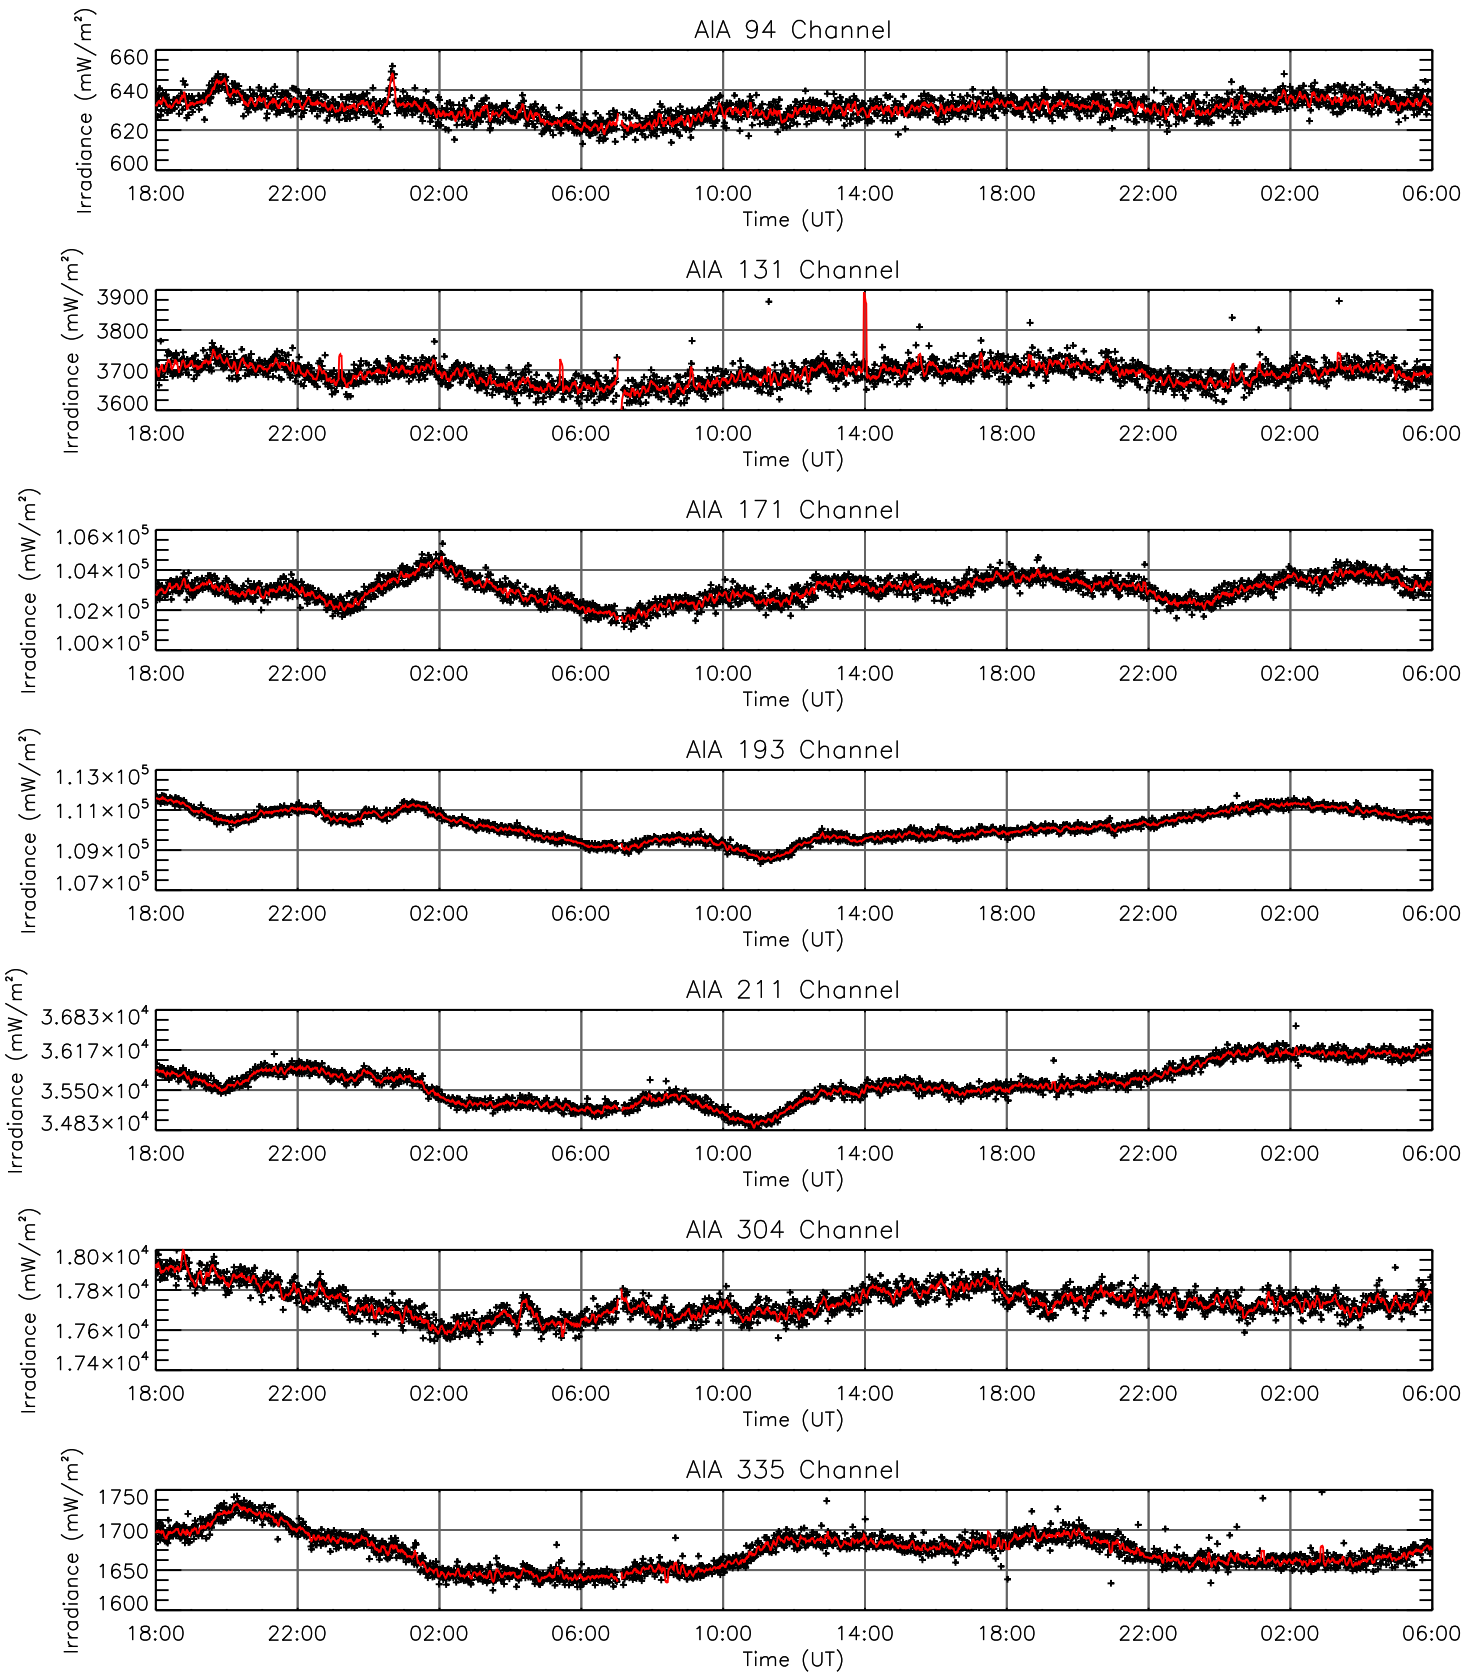 AIA 94 Channel
Irradiance (mW/m²)
660
640
620
600
18:00 22:00 02:00 06:00 10:00 14:00 18:00 22:00 02:00 06:00
Time (UT)
AIA 131 Channel
Irradiance (mW/m²)
3900
3800
3700
3600
18:00 22:00 02:00 06:00 10:00 14:00 18:00 22:00 02:00 06:00
Time (UT)
AIA 171 Channel
Irradiance (mW/m²)
1.06×10⁵
1.04×10⁵
1.02×10⁵
1.00×10⁵
18:00 22:00 02:00 06:00 10:00 14:00 18:00 22:00 02:00 06:00
Time (UT)
AIA 193 Channel
Irradiance (mW/m²)
1.13×10⁵
1.11×10⁵
1.09×10⁵
1.07×10⁵
18:00 22:00 02:00 06:00 10:00 14:00 18:00 22:00 02:00 06:00
Time (UT)
AIA 211 Channel
Irradiance (mW/m²)
3.683×10⁴
3.617×10⁴
3.550×10⁴
3.483×10⁴
18:00 22:00 02:00 06:00 10:00 14:00 18:00 22:00 02:00 06:00
Time (UT)
AIA 304 Channel
Irradiance (mW/m²)
1.80×10⁴
1.78×10⁴
1.76×10⁴
1.74×10⁴
18:00 22:00 02:00 06:00 10:00 14:00 18:00 22:00 02:00 06:00
Time (UT)
AIA 335 Channel
Irradiance (mW/m²)
1750
1700
1650
1600
18:00 22:00 02:00 06:00 10:00 14:00 18:00 22:00 02:00 06:00
Time (UT)